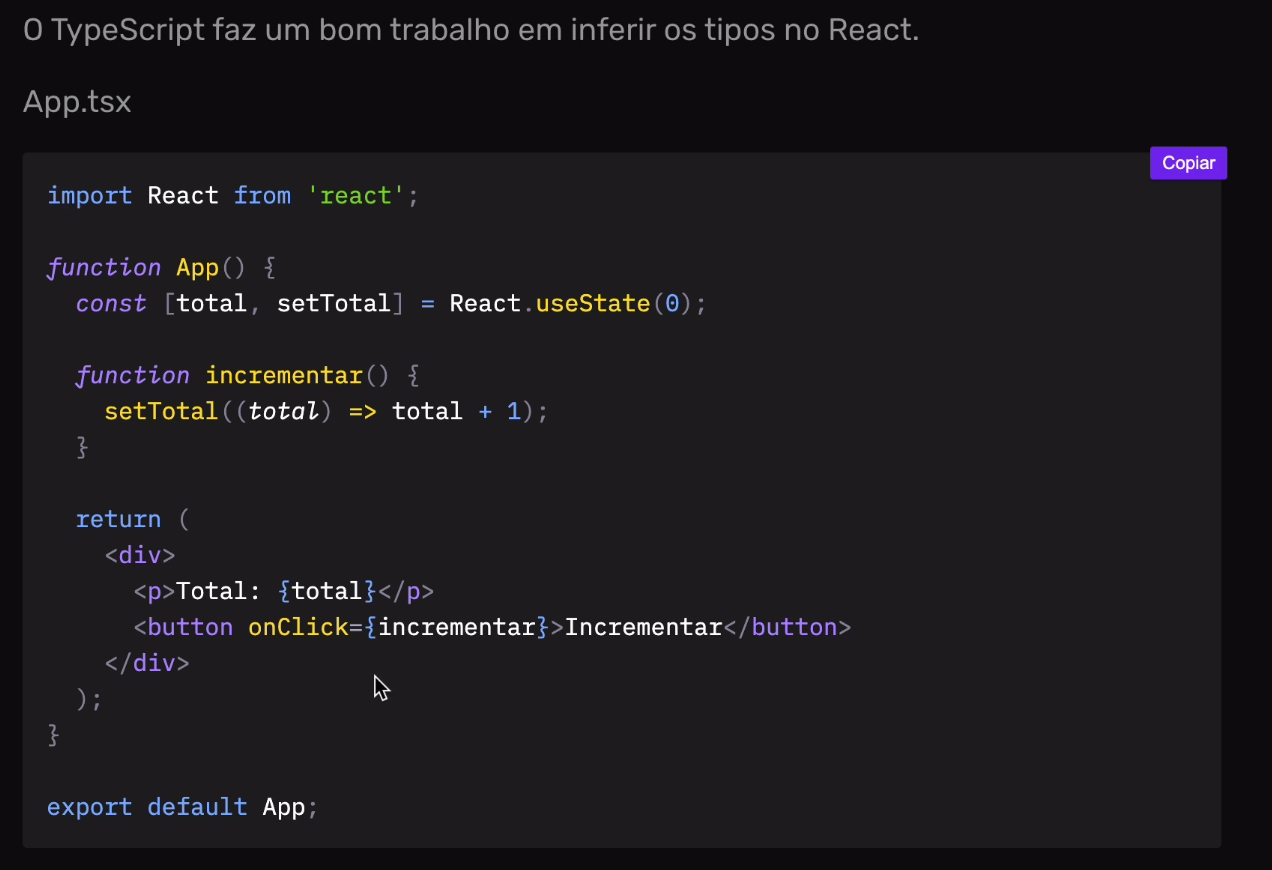 O TypeScript faz um bom trabalho em inferir os tipos no React.
App.tsx
Copiar
import React from 'react';
function App() {
  const [total, setTotal] = React.useState(0);
  function incrementar() {
    setTotal((total) => total + 1);
  }
  return (
    <div>
      <p>Total: {total}</p>
      <button onClick={incrementar}>Incrementar</button>
    </div>
  );
}
export default App;